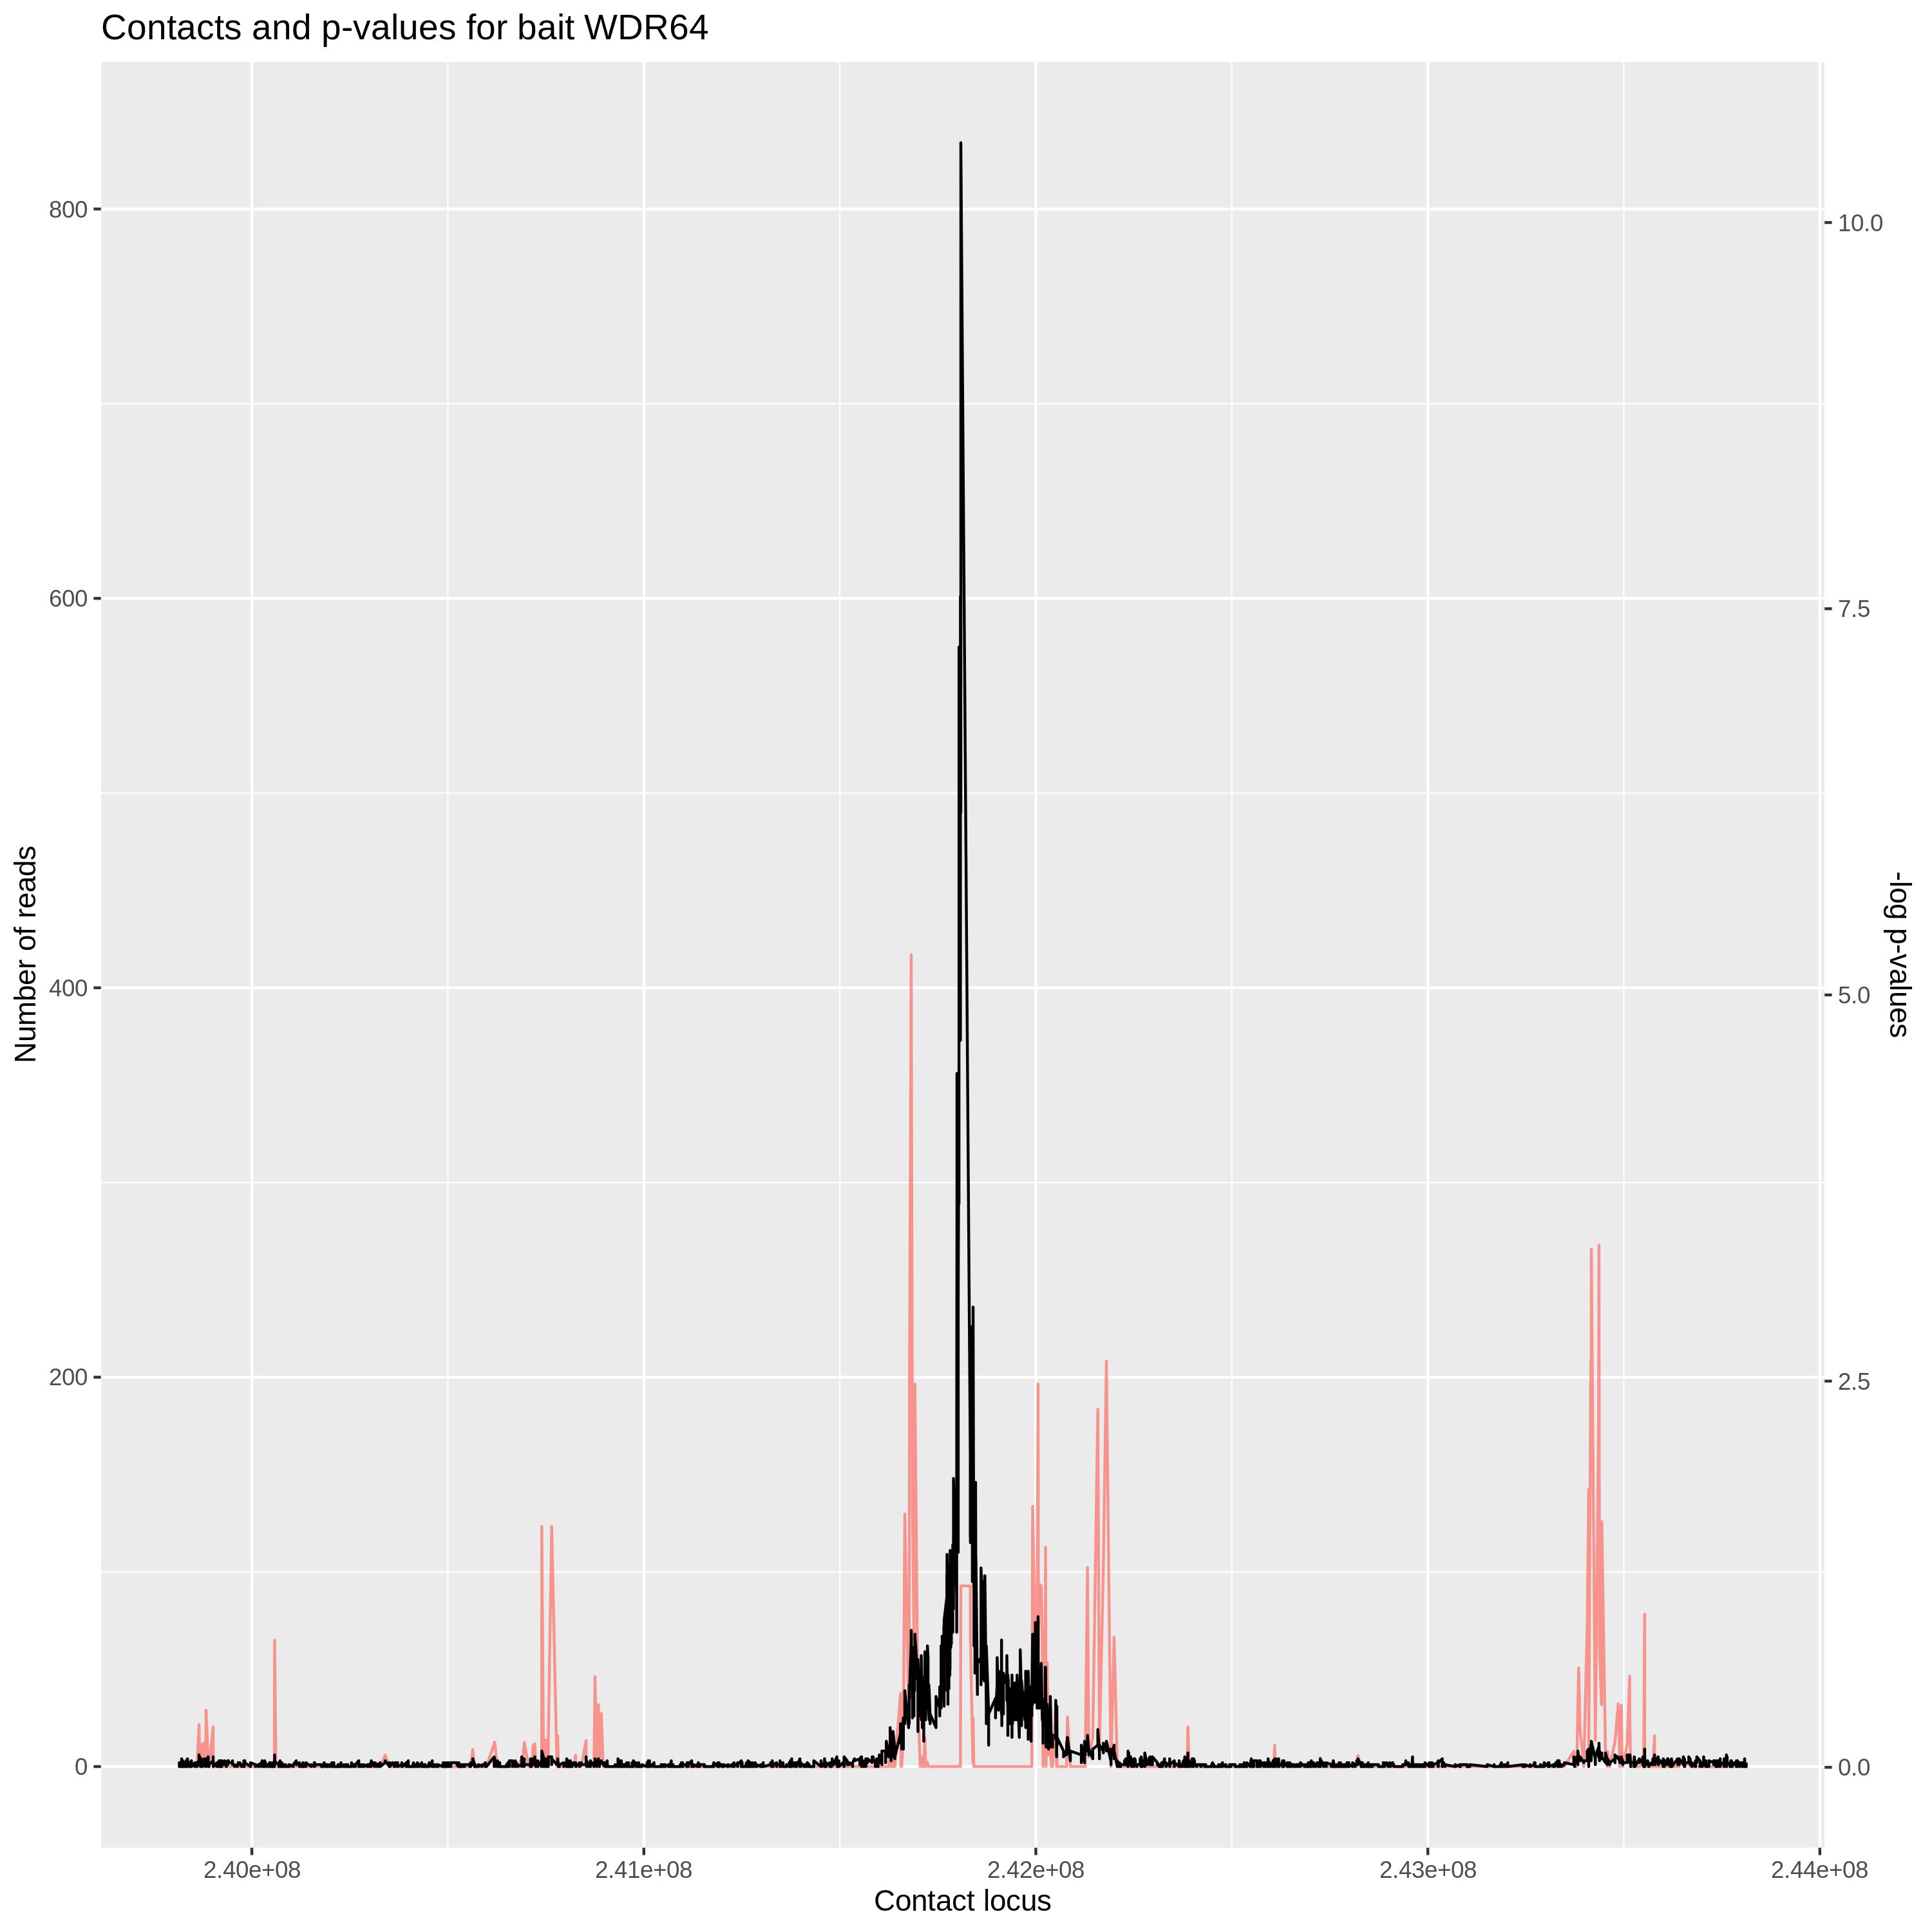 Contacts and p-values for bait WDR64
800
600
400
200
0
Number of reads
10.0
7.5
5.0
2.5
0.0
-log p-values
2.40e+08
2.41e+08
2.42e+08
2.43e+08
2.44e+08
Contact locus